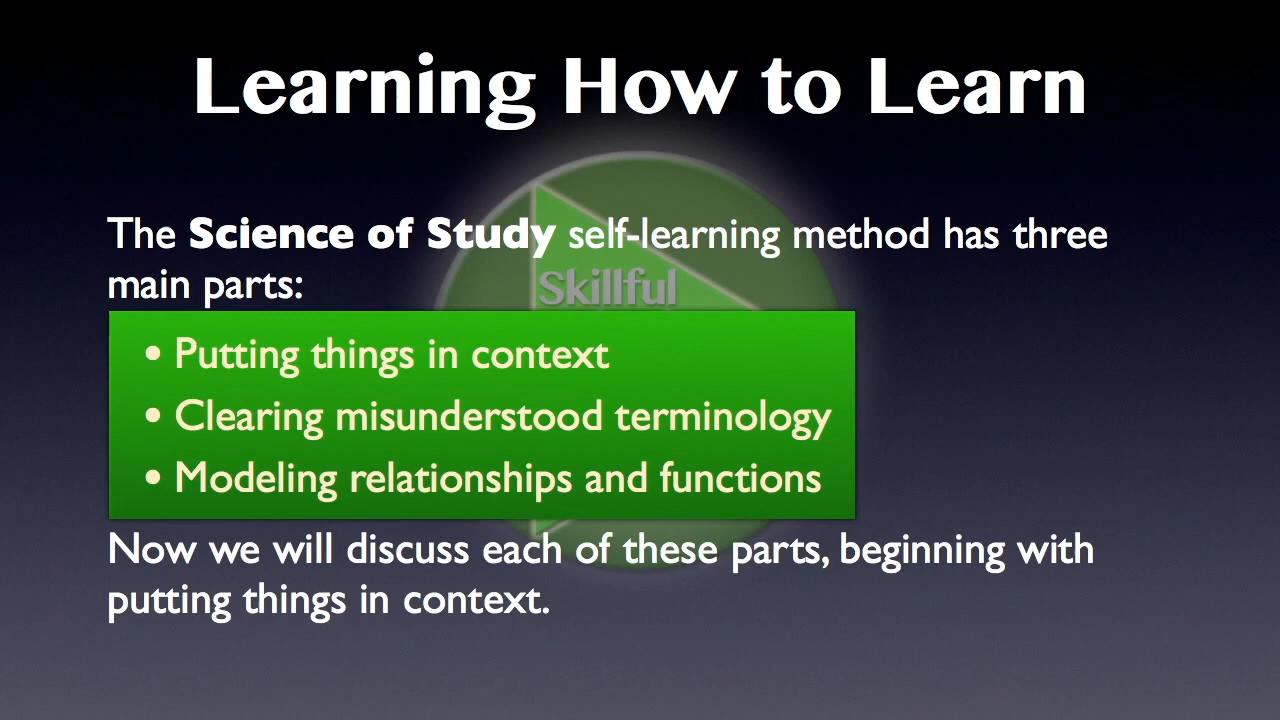 Learning How to Learn
The Science of Study self-learning method has three
main parts:
Skillful
• Putting things in context
• Clearing misunderstood terminology
• Modeling relationships and functions
Now we will discuss each of these parts, beginning with
putting things in context.